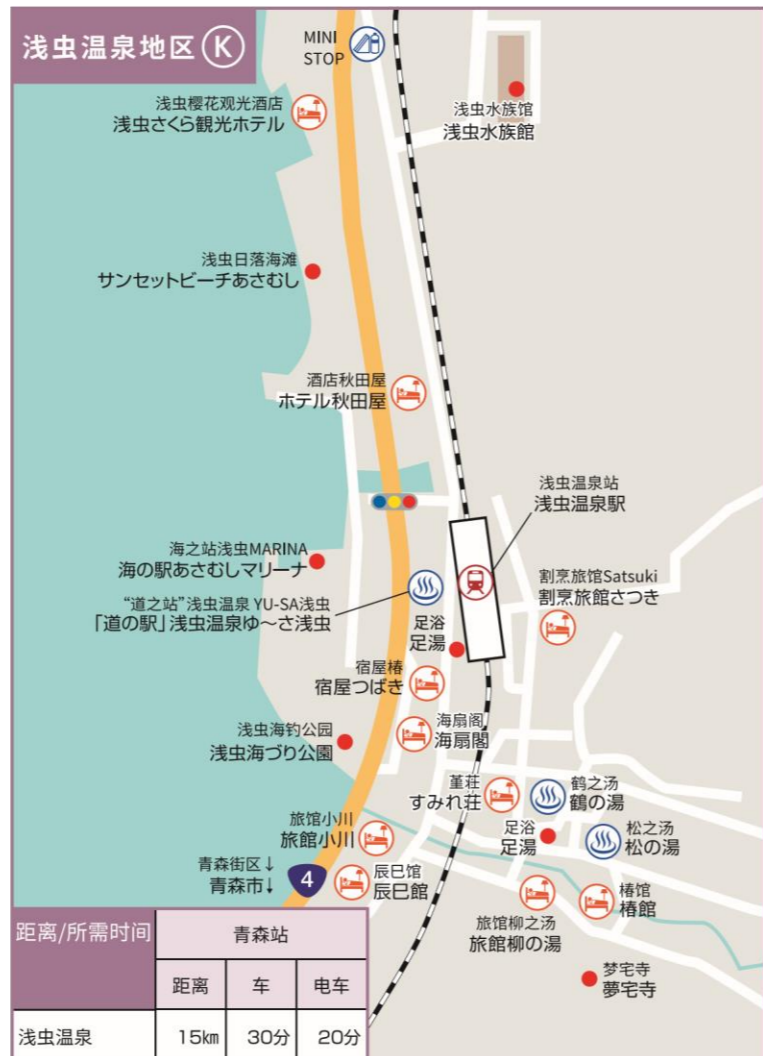 浅虫温泉地区 K
MINI
STOP
浅虫水族馆
浅虫水族館
浅虫樱花观光酒店
浅虫さくら観光ホテル
浅虫日落海滩
サンセットビーチあさむし
酒店秋田屋
ホテル秋田屋
浅虫温泉站
浅虫温泉駅
海之站浅虫MARINA
海の駅あさむしマリーナ
割烹旅馆Satsuki
割烹旅館さつき
“道之站”浅虫温泉 YU-SA浅虫
「道の駅」浅虫温泉ゆ～さ浅虫
足浴
足湯
宿屋椿
宿屋つばき
海扇阁
海扇閣
浅虫海钓公园
浅虫海づり公園
堇荘
すみれ荘
鹤之汤
鶴の湯
足浴
足湯
松之汤
松の湯
旅馆小川
旅館小川
青森街区↓
青森市↓
4
辰巳馆
辰巳館
旅馆柳之汤
旅館柳の湯
椿馆
椿館
梦宅寺
夢宅寺
距离/所需时间 青森站
距离 车 电车
浅虫温泉 15km 30分 20分